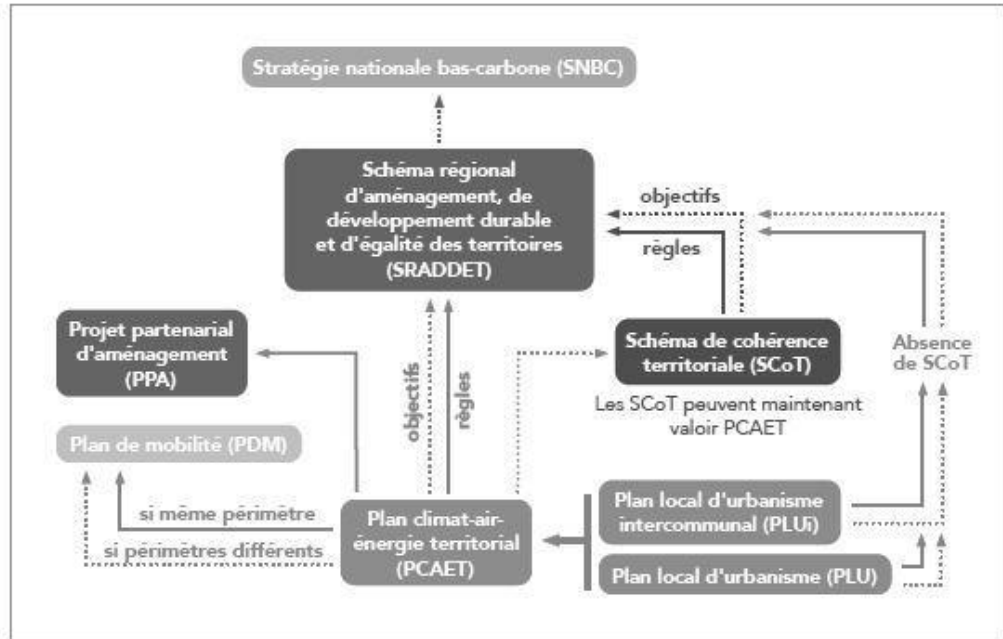 Stratégie nationale bas-carbone (SNBC)
Schéma régional
d'aménagement, de
développement durable
et d'égalité des territoires
(SRADDET)
objectifs
règles
Projet partenarial
d'aménagement
(PPA)
objectifs
règles
Schéma de cohérence
territoriale (SCoT)
Absence
de SCoT
Les SCoT peuvent maintenant
valoir PCAET
Plan de mobilité (PDM)
si même périmètre
si périmètres différents
Plan climat-air-
énergie territorial
(PCAET)
Plan local d'urbanisme
intercommunal (PLUi)
Plan local d'urbanisme (PLU)